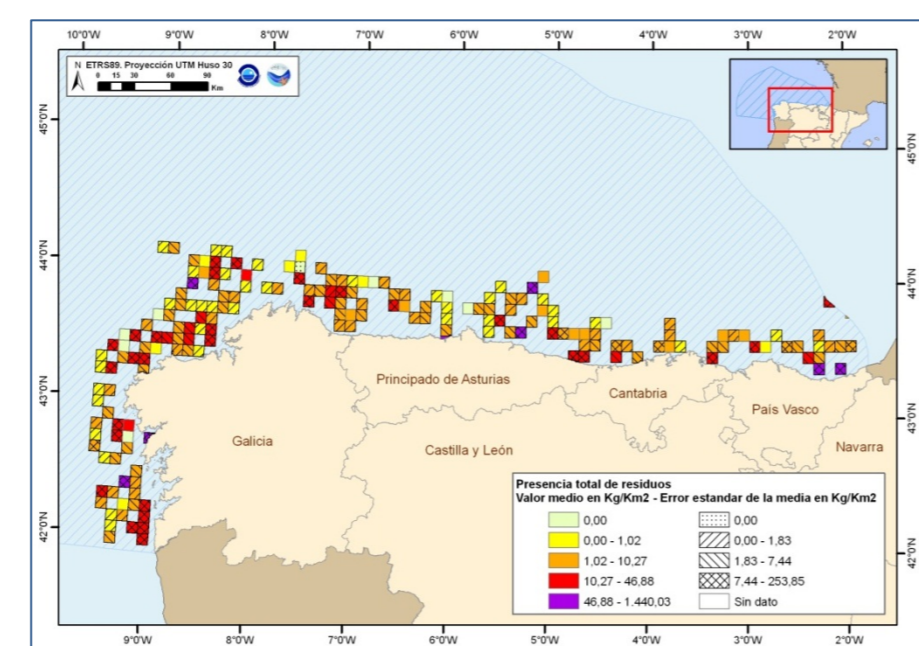 10°0'W 9°0'W 8°0'W 7°0'W 6°0'W 5°0'W 4°0'W 3°0'W 2°0'W
N ETRS89. Proyección UTM Huso 30
0 15 30 60 90
Km
45°0'N
45°0'N
44°0'N
44°0'N
43°0'N
43°0'N
42°0'N
42°0'N
Principado de Asturias
Cantabria
País Vasco
Galicia
Castilla y León
Navarra
Presencia total de residuos
Valor medio en Kg/Km2 - Error estandar de la media en Kg/Km2
0,00 0,00
0,00 - 1,02 0,00 - 1,83
1,02 - 10,27 1,83 - 7,44
10,27 - 46,88 7,44 - 253,85
46,88 - 1.440,03 Sin dato
9°0'W 8°0'W 7°0'W 6°0'W 5°0'W 4°0'W 3°0'W 2°0'W